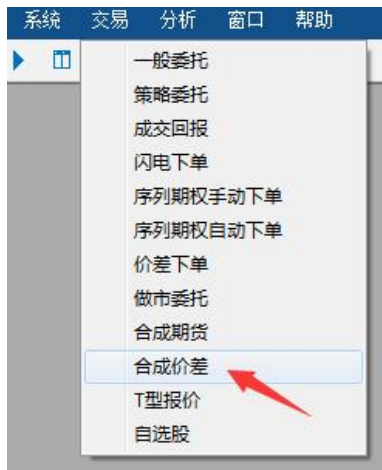 系统 交易 分析 窗口 帮助
一般委托
策略委托
成交回报
闪电下单
序列期权手动下单
序列期权自动下单
价差下单
做市委托
合成期货
合成价差
T型报价
自选股